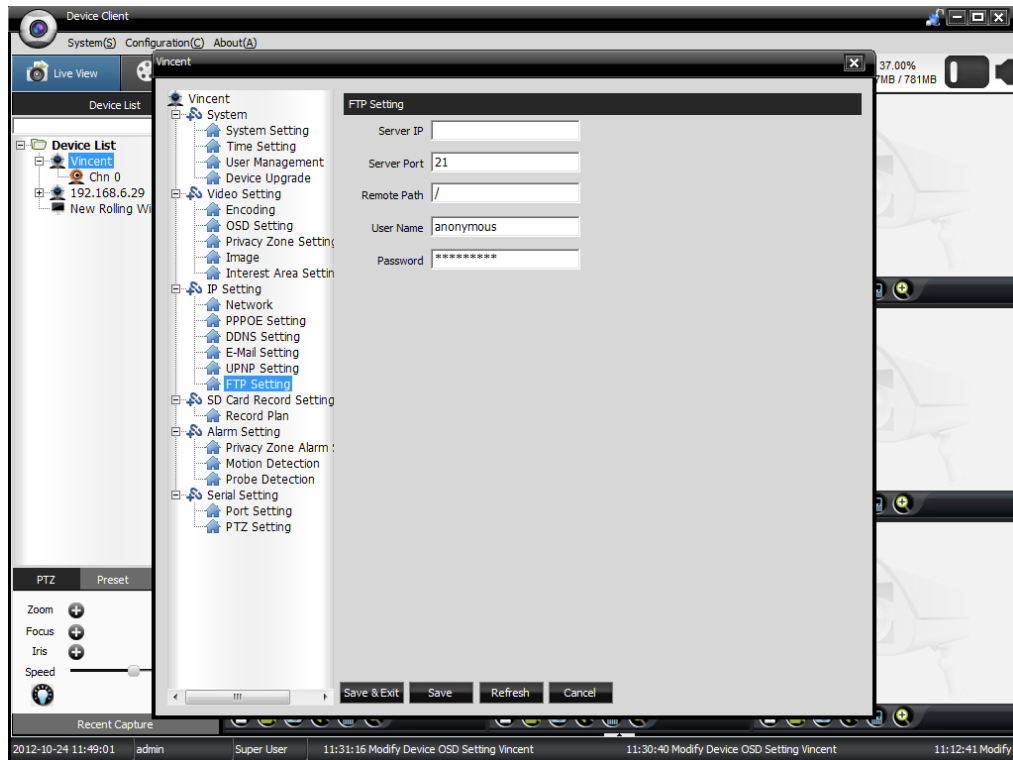 Device Client
System(S) Configuration(C) About(A)
Live View
37.00%
7MB / 781MB
Device List
Device List
Vincent
Chn 0
192.168.6.29
New Rolling Wi
Vincent
Vincent
System
System Setting
Time Setting
User Management
Device Upgrade
Video Setting
Encoding
OSD Setting
Privacy Zone Setting
Image
Interest Area Settin
IP Setting
Network
PPPOE Setting
DDNS Setting
E-Mail Setting
UPNP Setting
FTP Setting
SD Card Record Setting
Record Plan
Alarm Setting
Privacy Zone Alarm
Motion Detection
Probe Detection
Serial Setting
Port Setting
PTZ Setting
FTP Setting
Server IP
Server Port 21
Remote Path /
User Name anonymous
Password *********
Save & Exit Save Refresh Cancel
PTZ Preset
Zoom
Focus
Iris
Speed
Recent Capture
2012-10-24 11:49:01 admin Super User 11:31:16 Modify Device OSD Setting Vincent 11:30:40 Modify Device OSD Setting Vincent 11:12:41 Modify